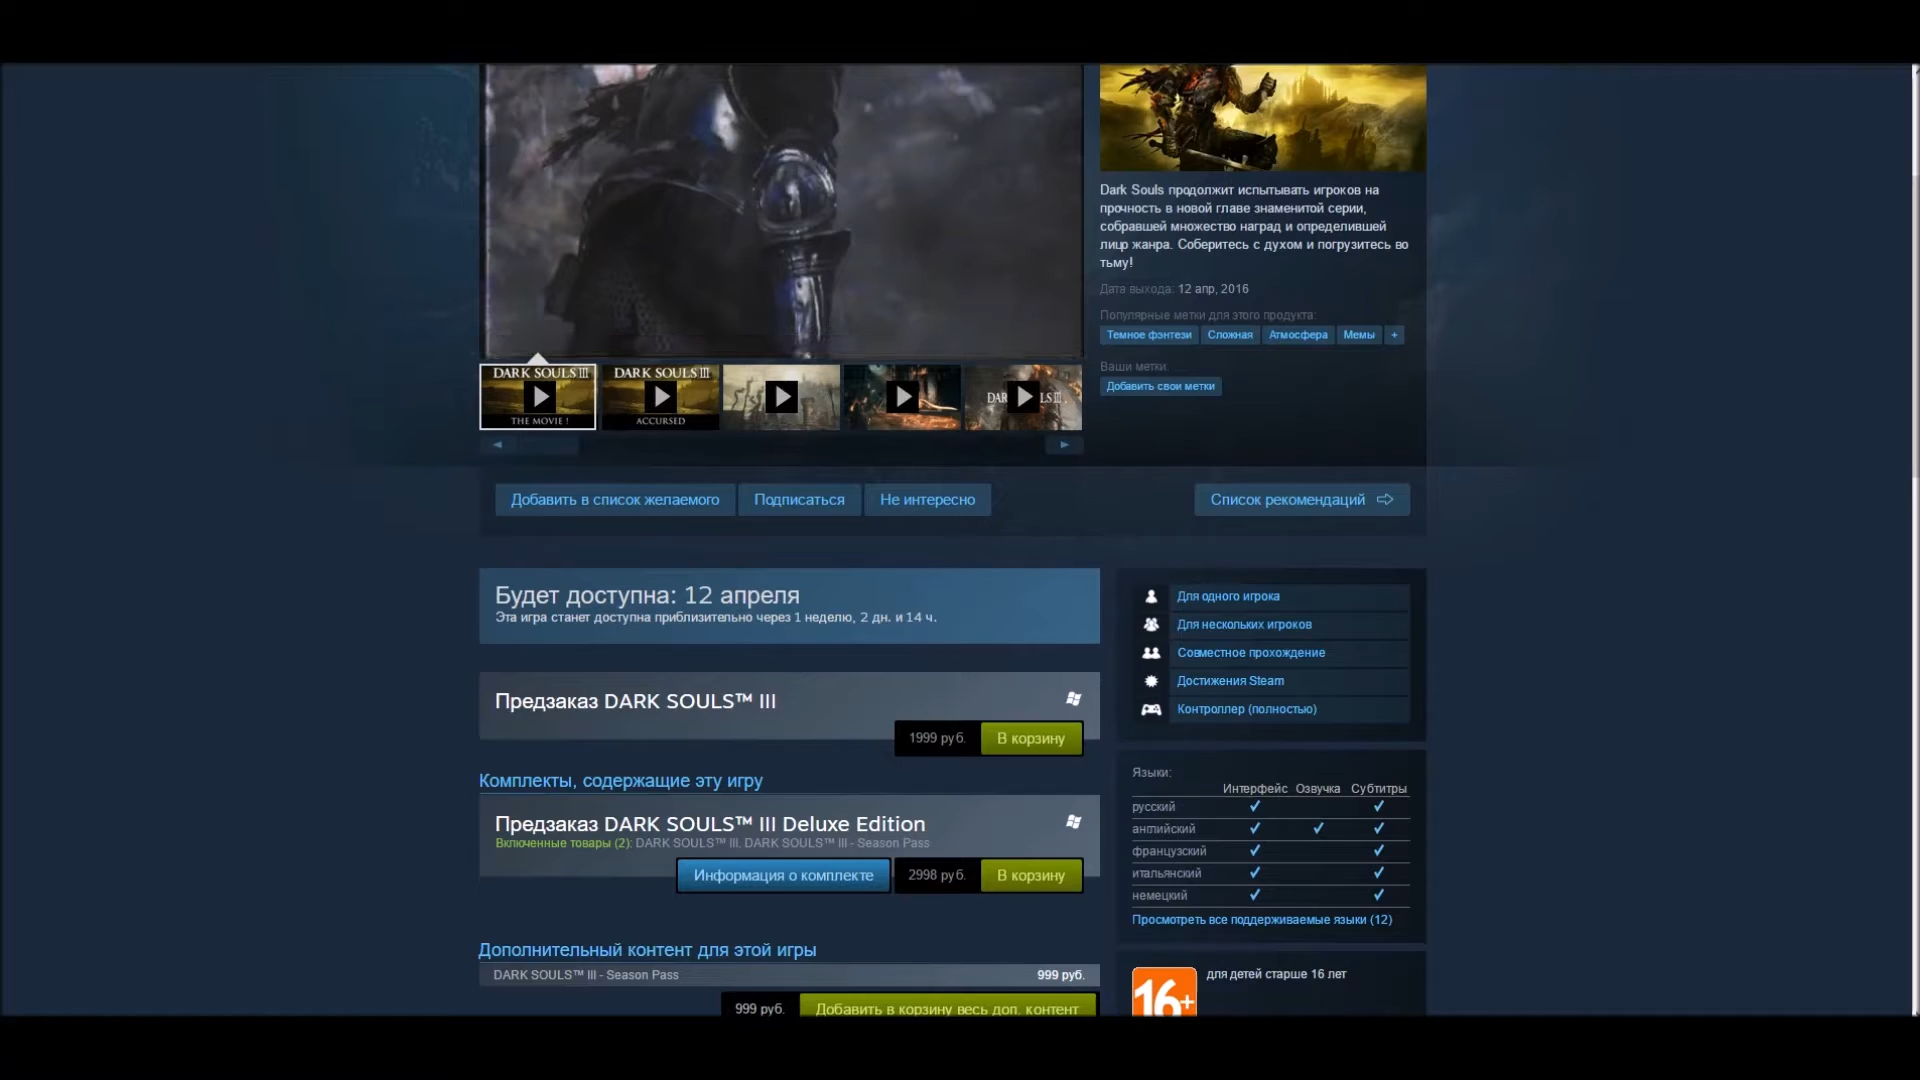 Dark Souls продолжит испытывать игроков на
прочность в новой главе знаменитой серии,
собравшей множество наград и определившей
лицо жанра. Соберитесь с духом и погрузитесь во
тьму!
Дата выхода: 12 апр, 2016
Популярные метки для этого продукта:
Темное фэнтези Сложная Атмосфера Мемы +
Ваши метки:
Добавить свои метки
DARK SOULS III
THE MOVIE !
DARK SOULS III
ACCURSED
Добавить в список желаемого Подписаться Не интересно Список рекомендаций
Будет доступна: 12 апреля
Эта игра станет доступна приблизительно через 1 неделю, 2 дн. и 14 ч.
Предзаказ DARK SOULS™ III
1999 руб. В корзину
Комплекты, содержащие эту игру
Предзаказ DARK SOULS™ III Deluxe Edition
Включенные товары (2): DARK SOULS™ III, DARK SOULS™ III - Season Pass
Информация о комплекте 2998 руб. В корзину
Дополнительный контент для этой игры
DARK SOULS™ III - Season Pass 999 руб.
999 руб. Добавить в корзину весь доп. контент
Для одного игрока
Для нескольких игроков
Совместное прохождение
Достижения Steam
Контроллер (полностью)
Языки:
Интерфейс Озвучка Субтитры
русский
английский
французский
итальянский
немецкий
Просмотреть все поддерживаемые языки (12)
16+
для детей старше 16 лет